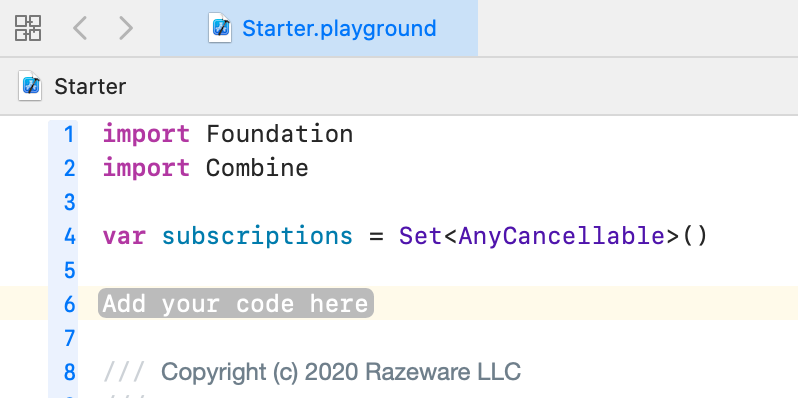 Starter.playground
Starter
1 import Foundation
2 import Combine
3
4 var subscriptions = Set<AnyCancellable>()
5
6 Add your code here
7
8 /// Copyright (c) 2020 Razeware LLC
///